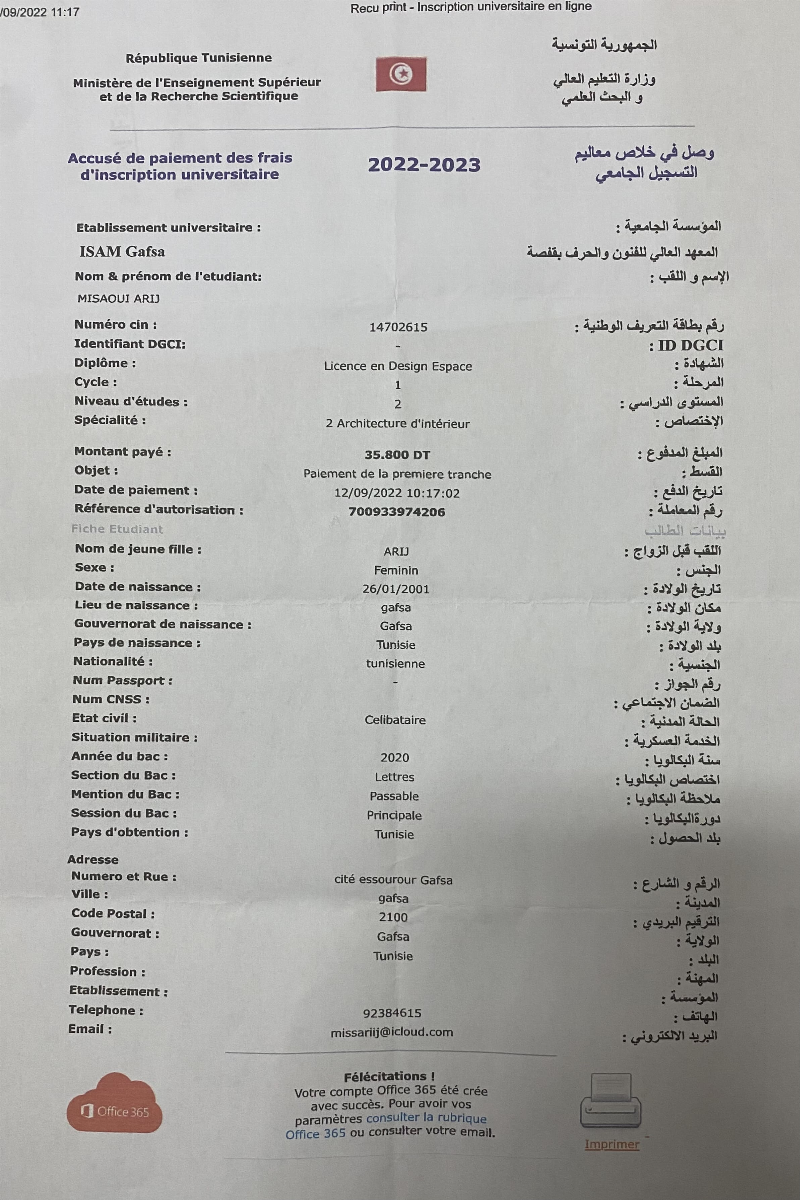 /09/2022 11:17
Recu print - Inscription universitaire en ligne
République Tunisienne
الجمهورية التونسية
Ministère de l'Enseignement Supérieur
et de la Recherche Scientifique
وزارة التعليم العالي
و البحث العلمي
Accusé de paiement des frais
d'inscription universitaire
2022-2023
وصل في خلاص معاليم
التسجيل الجامعي
Etablissement universitaire :
المؤسسة الجامعية :
ISAM Gafsa
المعهد العالي للفنون والحرف بقفصة
Nom & prénom de l'etudiant:
الإسم و اللقب :
MISAOUI ARIJ
Numéro cin : 14702615 رقم بطاقة التعريف الوطنية :
Identifiant DGCI: - ID DGCI :
Diplôme : Licence en Design Espace الشهادة :
Cycle : 1 المرحلة :
Niveau d'études : 2 المستوى الدراسي :
Spécialité : 2 Architecture d'intérieur الإختصاص :
Montant payé : 35.800 DT المبلغ المدفوع :
Objet : Paiement de la premiere tranche القسط :
Date de paiement : 12/09/2022 10:17:02 تاريخ الدفع :
Référence d'autorisation : 700933974206 رقم المعاملة :
Fiche Etudiant بيانات الطالب
Nom de jeune fille : ARIJ اللقب قبل الزواج :
Sexe : Feminin الجنس :
Date de naissance : 26/01/2001 تاريخ الولادة :
Lieu de naissance : gafsa مكان الولادة :
Gouvernorat de naissance : Gafsa ولاية الولادة :
Pays de naissance : Tunisie بلد الولادة :
Nationalité : tunisienne الجنسية :
Num Passport : - رقم الجواز :
Num CNSS : الضمان الاجتماعي :
Etat civil : Celibataire الحالة المدنية :
Situation militaire : الخدمة العسكرية :
Année du bac : 2020 سنة البكالويا :
Section du Bac : Lettres اختصاص البكالويا :
Mention du Bac : Passable ملاحظة البكالويا :
Session du Bac : Principale دورةالبكالويا :
Pays d'obtention : Tunisie بلد الحصول :
Adresse
Numero et Rue : cité essourour Gafsa الرقم و الشارع :
Ville : gafsa المدينة :
Code Postal : 2100 الترقيم البريدي :
Gouvernorat : Gafsa الولاية :
Pays : Tunisie البلد :
Profession : المهنة :
Etablissement : المؤسسة :
Telephone : 92384615 الهاتف :
Email : missariij@icloud.com البريد الالكتروني :
Office 365
Félécitations !
Votre compte Office 365 été crée
avec succès. Pour avoir vos
paramètres consulter la rubrique
Office 365 ou consulter votre email.
Imprimer